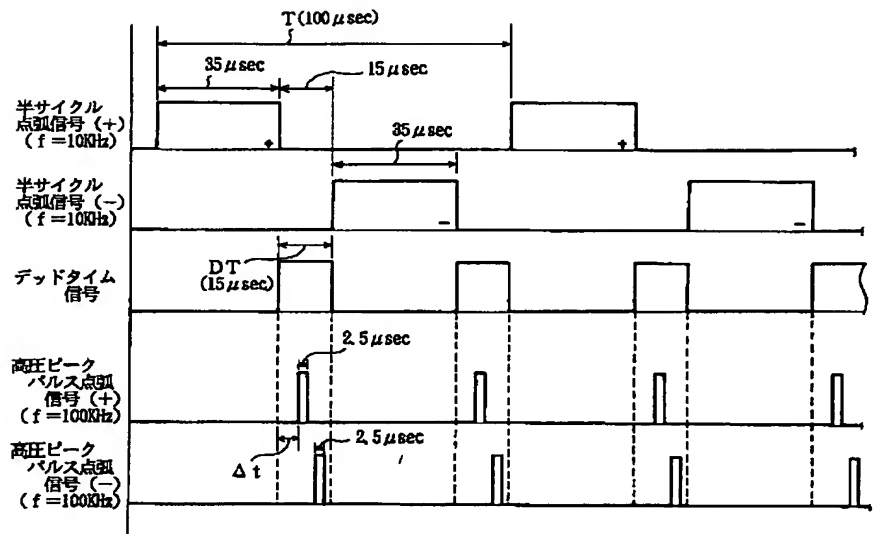 T(100μsec)
35μsec
15μsec
半サイクル
点弧信号(+)
(f=10KHz)
+
+
35μsec
半サイクル
点弧信号(-)
(f=10KHz)
-
-
DT
(15μsec)
デッドタイム
信号
2.5μsec
高圧ピーク
パルス点弧
信号(+)
(f=100KHz)
2.5μsec
Δt
高圧ピーク
パルス点弧
信号(-)
(f=100KHz)